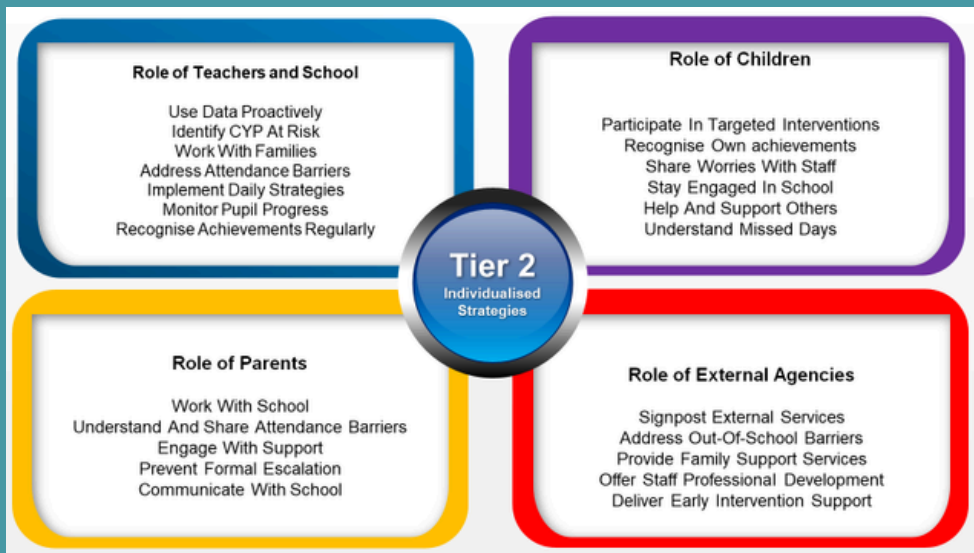 Role of Teachers and School
Use Data Proactively
Identify CYP At Risk
Work With Families
Address Attendance Barriers
Implement Daily Strategies
Monitor Pupil Progress
Recognise Achievements Regularly
Role of Children
Participate In Targeted Interventions
Recognise Own achievements
Share Worries With Staff
Stay Engaged In School
Help And Support Others
Understand Missed Days
Tier 2
Individualised
Strategies
Role of Parents
Work With School
Understand And Share Attendance Barriers
Engage With Support
Prevent Formal Escalation
Communicate With School
Role of External Agencies
Signpost External Services
Address Out-Of-School Barriers
Provide Family Support Services
Offer Staff Professional Development
Deliver Early Intervention Support